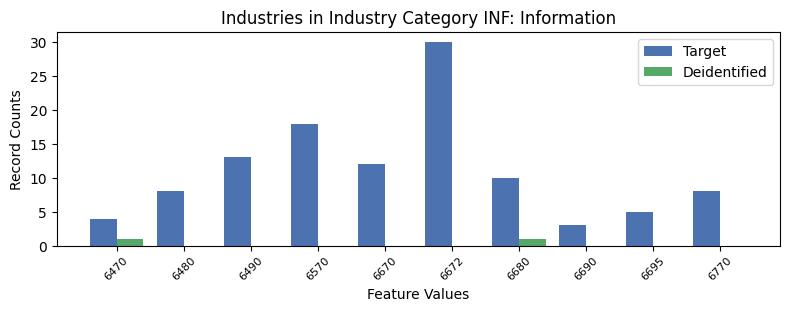 Industries in Industry Category INF: Information
Target
Deidentified
Record Counts
30
25
20
15
10
5
0
6470 6480 6490 6570 6670 6672 6680 6690 6695 6770
Feature Values